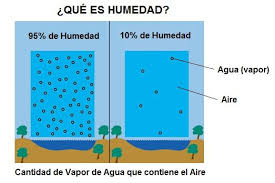 ¿QUÉ ES HUMEDAD?
95% de Humedad
10% de Humedad
Agua (vapor)
Aire
Cantidad de Vapor de Agua que contiene el Aire